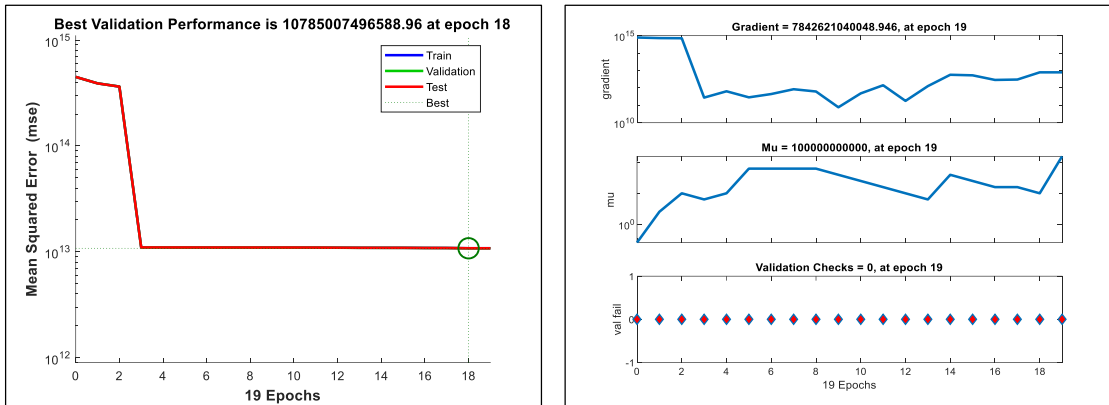 Best Validation Performance is 10785007496588.96 at epoch 18
10^15
10^14
10^13
10^12
Mean Squared Error (mse)
Train
Validation
Test
Best
0 2 4 6 8 10 12 14 16 18
19 Epochs
Gradient = 7842621040048.946, at epoch 19
10^15
10^10
gradient
Mu = 100000000000, at epoch 19
10^0
mu
Validation Checks = 0, at epoch 19
1
0
-1
val fail
0 2 4 6 8 10 12 14 16 18
19 Epochs